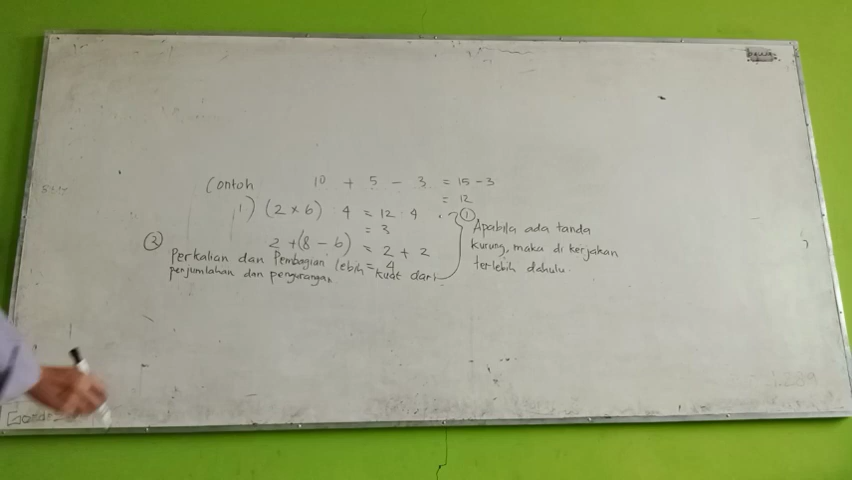 Contoh 10 + 5 - 3 = 15 - 3
= 12
1) (2 × 6) 4 = 12 4
= 3
2 + (8 - 6) = 2 + 2
= 4
① Apabila ada tanda
kurung, maka di kerjakan
terlebih dahulu.
② Perkalian dan Pembagian lebih kuat dari
penjumlahan dan pengurangan